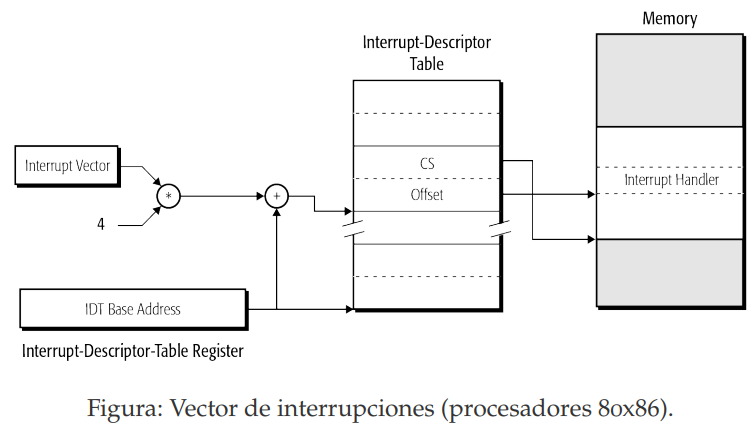 Memory
Interrupt-Descriptor
Table
Interrupt Vector
*
4
+
CS
Offset
Interrupt Handler
IDT Base Address
Interrupt-Descriptor-Table Register
Figura: Vector de interrupciones (procesadores 80x86).